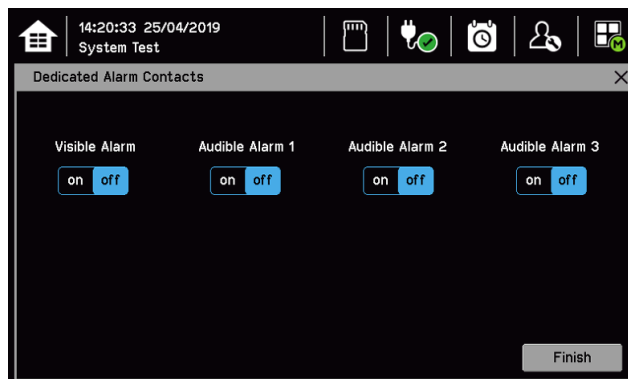 14:20:33 25/04/2019
System Test
M
Dedicated Alarm Contacts
Visible Alarm Audible Alarm 1 Audible Alarm 2 Audible Alarm 3
on off on off on off on off
Finish